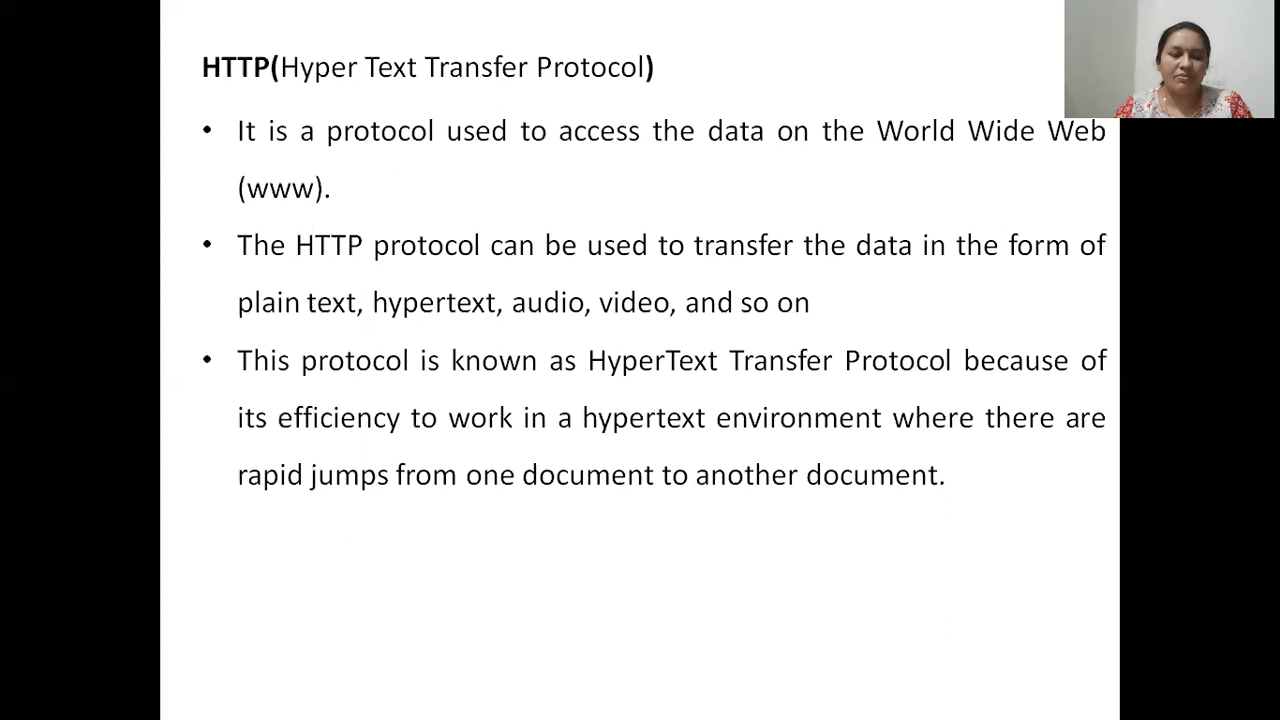 HTTP(Hyper Text Transfer Protocol)
• It is a protocol used to access the data on the World Wide Web
(www).
• The HTTP protocol can be used to transfer the data in the form of
plain text, hypertext, audio, video, and so on
• This protocol is known as HyperText Transfer Protocol because of
its efficiency to work in a hypertext environment where there are
rapid jumps from one document to another document.